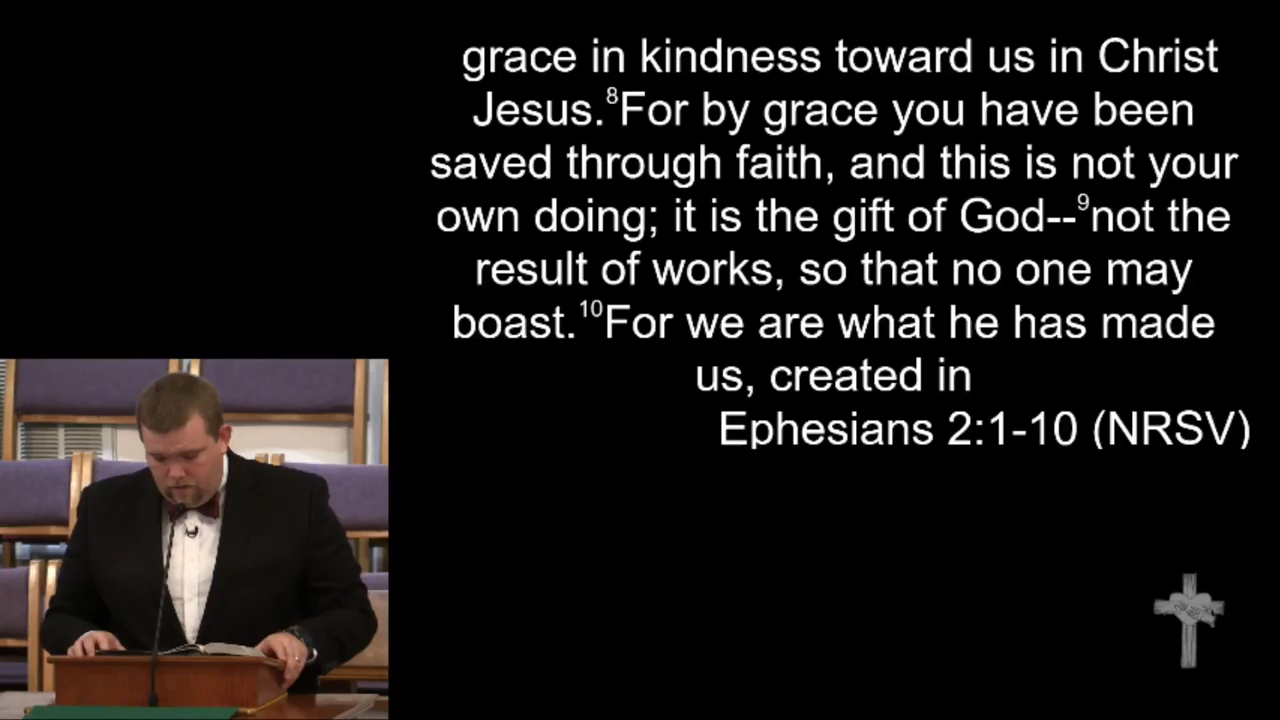 grace in kindness toward us in Christ
Jesus.⁸For by grace you have been
saved through faith, and this is not your
own doing; it is the gift of God--⁹not the
result of works, so that no one may
boast.¹⁰For we are what he has made
us, created in
Ephesians 2:1-10 (NRSV)